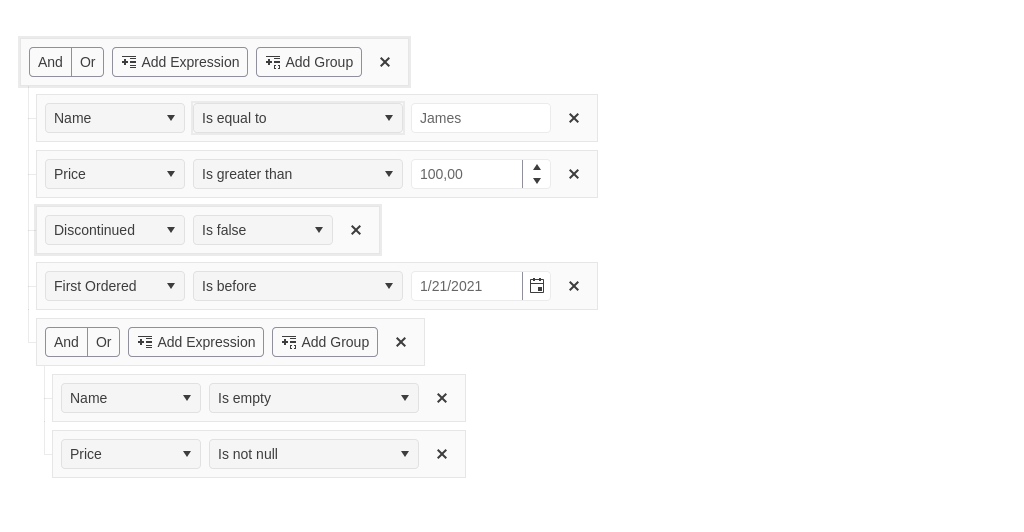 And Or Add Expression Add Group
Name Is equal to James
Price Is greater than 100,00
Discontinued Is false
First Ordered Is before 1/21/2021
And Or Add Expression Add Group
Name Is empty
Price Is not null